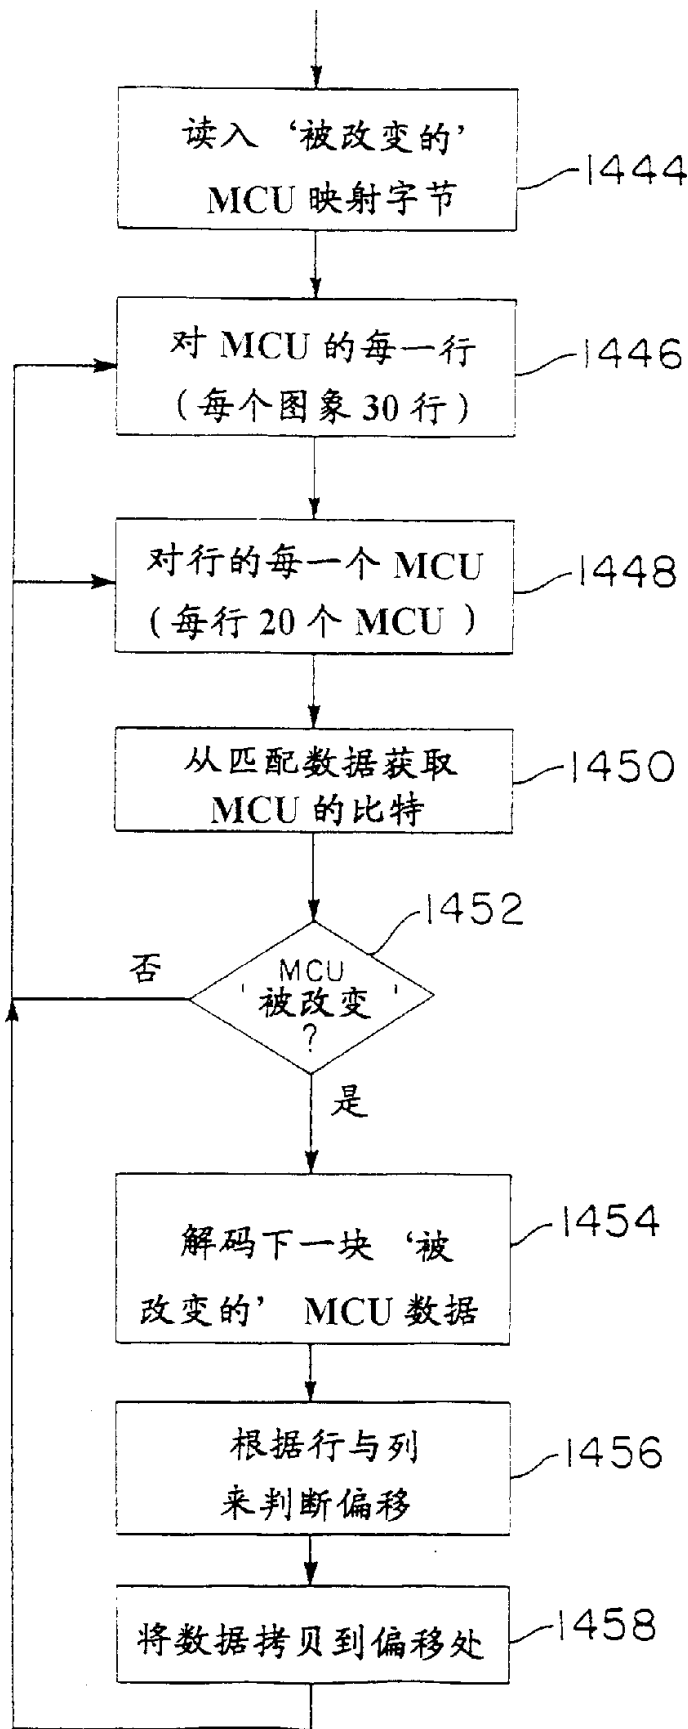 读入‘被改变的’
MCU 映射字节
1444
对 MCU 的每一行
（每个图象 30 行）
1446
对行的每一个 MCU
（每行 20 个 MCU ）
1448
从匹配数据获取
MCU 的比特
1450
1452
否
MCU
‘被改变’
?
是
解码下一块‘被
改变的’ MCU 数据
1454
根据行与列
来判断偏移
1456
将数据拷贝到偏移处
1458